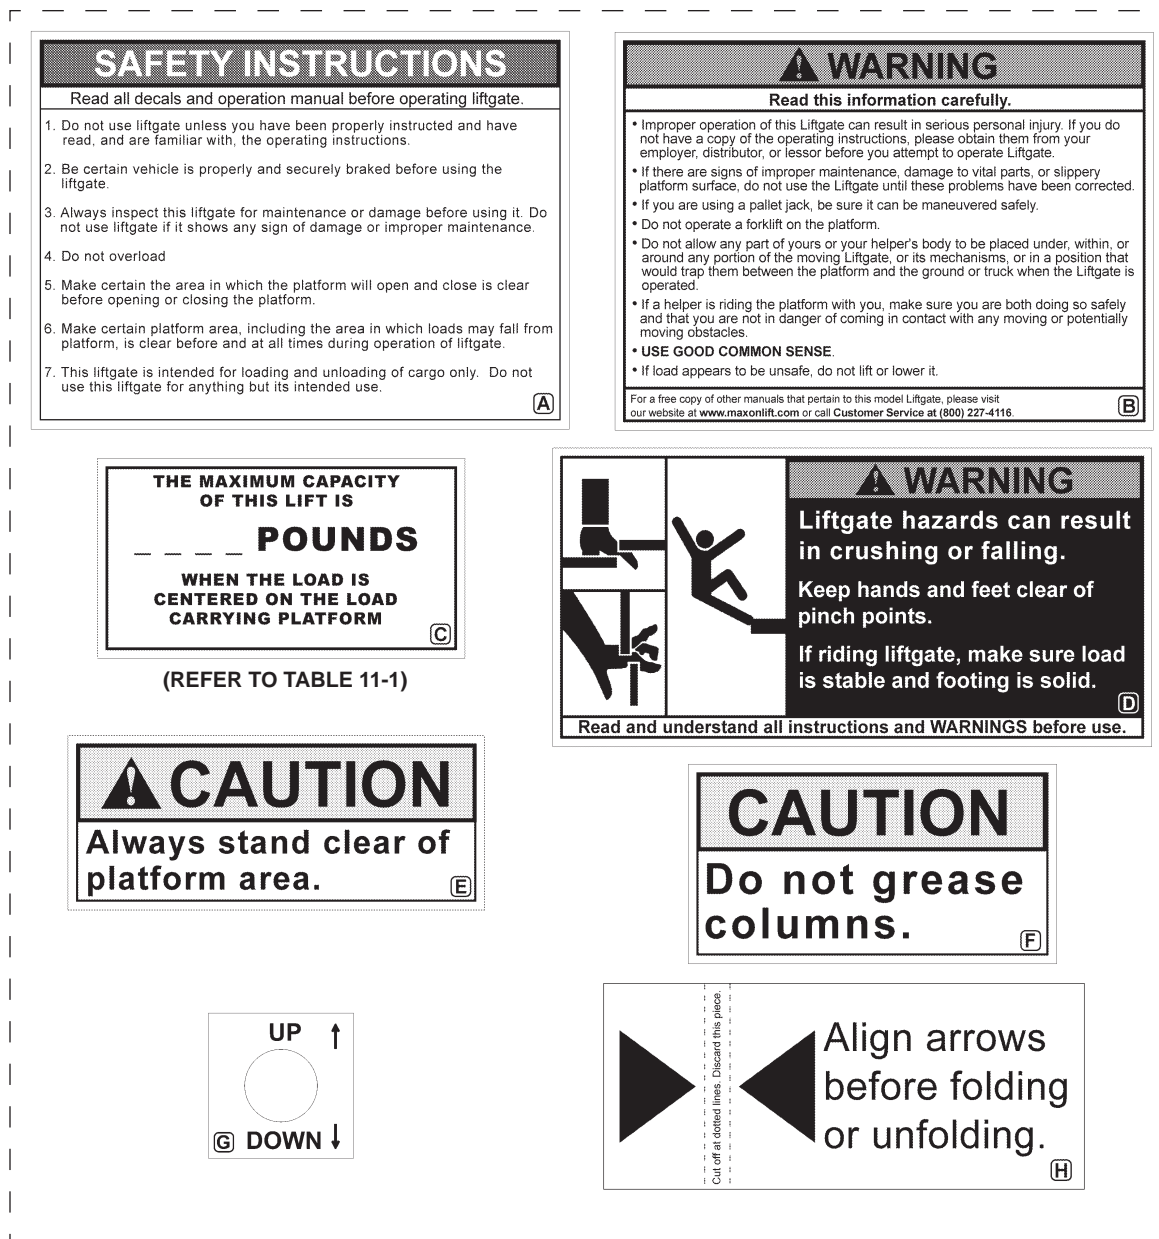 SAFETY INSTRUCTIONS
Read all decals and operation manual before operating liftgate.
1. Do not use liftgate unless you have been properly instructed and have
read, and are familiar with, the operating instructions.
2. Be certain vehicle is properly and securely braked before using the
liftgate.
3. Always inspect this liftgate for maintenance or damage before using it. Do
not use liftgate if it shows any sign of damage or improper maintenance.
4. Do not overload
5. Make certain the area in which the platform will open and close is clear
before opening or closing the platform.
6. Make certain platform area, including the area in which loads may fall from
platform, is clear before and at all times during operation of liftgate.
7. This liftgate is intended for loading and unloading of cargo only. Do not
use this liftgate for anything but its intended use.
A
WARNING
Read this information carefully.
• Improper operation of this Liftgate can result in serious personal injury. If you do
not have a copy of the operating instructions, please obtain them from your
employer, distributor, or lessor before you attempt to operate Liftgate.
• If there are signs of improper maintenance, damage to vital parts, or slippery
platform surface, do not use the Liftgate until these problems have been corrected.
• If you are using a pallet jack, be sure it can be maneuvered safely.
• Do not operate a forklift on the platform.
• Do not allow any part of yours or your helper's body to be placed under, within, or
around any portion of the moving Liftgate, or its mechanisms, or in a position that
would trap them between the platform and the ground or truck when the Liftgate is
operated.
• If a helper is riding the platform with you, make sure you are both doing so safely
and that you are not in danger of coming in contact with any moving or potentially
moving obstacles.
• USE GOOD COMMON SENSE.
• If load appears to be unsafe, do not lift or lower it.
For a free copy of other manuals that pertain to this model Liftgate, please visit
our website at www.maxonlift.com or call Customer Service at (800) 227-4116.
B
THE MAXIMUM CAPACITY
OF THIS LIFT IS
_ _ _ _ POUNDS
WHEN THE LOAD IS
CENTERED ON THE LOAD
CARRYING PLATFORM
C
(REFER TO TABLE 11-1)
WARNING
Liftgate hazards can result
in crushing or falling.
Keep hands and feet clear of
pinch points.
If riding liftgate, make sure load
is stable and footing is solid.
D
Read and understand all instructions and WARNINGS before use.
CAUTION
Always stand clear of
platform area.
E
CAUTION
Do not grease
columns.
F
UP
G DOWN
Cut off at dotted lines. Discard this piece.
Align arrows
before folding
or unfolding.
H